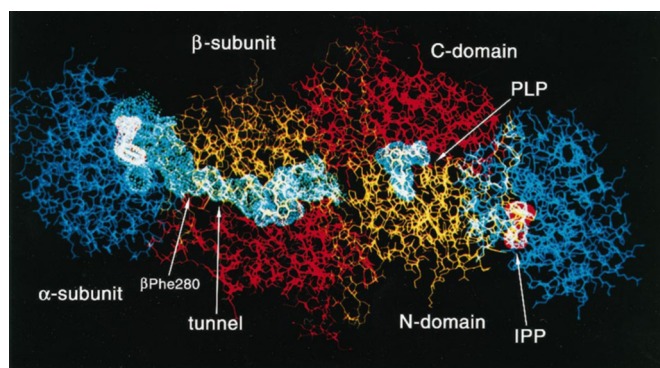 β-subunit
C-domain
PLP
α-subunit
βPhe280
tunnel
N-domain
IPP